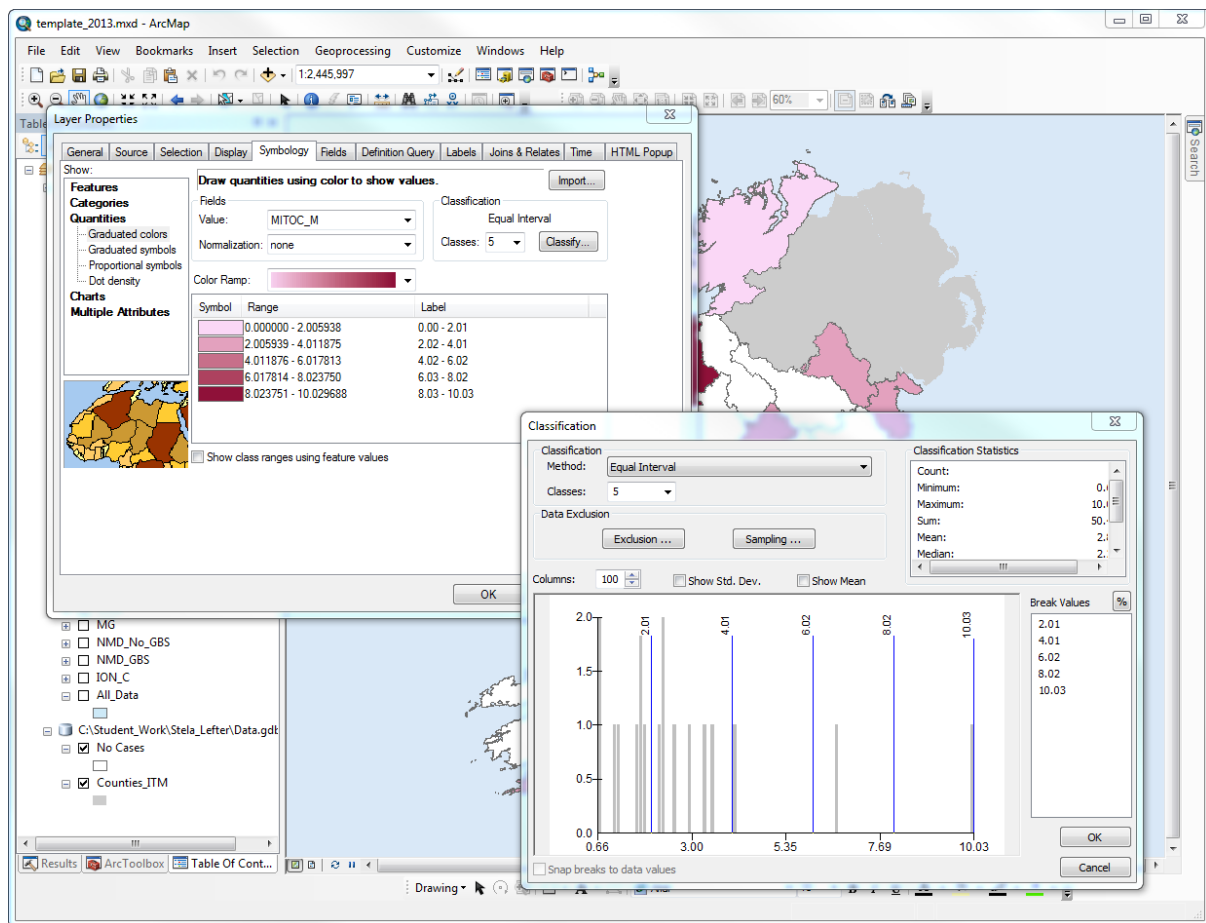 template_2013.mxd - ArcMap
File Edit View Bookmarks Insert Selection Geoprocessing Customize Windows Help
1:2,445,997
60%
Table
Search
Layer Properties
General Source Selection Display Symbology Fields Definition Query Labels Joins & Relates Time HTML Popup
Show:
Features
Categories
Quantities
Graduated colors
Graduated symbols
Proportional symbols
Dot density
Charts
Multiple Attributes
Draw quantities using color to show values.
Import...
Fields
Value: MITOC_M
Normalization: none
Classification
Equal Interval
Classes: 5 Classify...
Color Ramp:
Symbol Range Label
0.000000 - 2.005938 0.00 - 2.01
2.005939 - 4.011875 2.02 - 4.01
4.011876 - 6.017813 4.02 - 6.02
6.017814 - 8.023750 6.03 - 8.02
8.023751 - 10.029688 8.03 - 10.03
Show class ranges using feature values
OK
Classification
Classification
Method: Equal Interval
Classes: 5
Data Exclusion
Exclusion ... Sampling ...
Classification Statistics
Count:
Minimum: 0.
Maximum: 10.
Sum: 50.
Mean: 2.
Median: 2.
Columns: 100 Show Std. Dev. Show Mean
Break Values %
2.01
4.01
6.02
8.02
10.03
2.0
1.5
1.0
0.5
0.0
2.01 4.01 6.02 8.02 10.03
0.66 3.00 5.35 7.69 10.03
Snap breaks to data values
OK
Cancel
MG
NMD_No_GBS
NMD_GBS
ION_C
All_Data
C:\Student_Work\Stela_Lefter\Data.gdb
No Cases
Counties_ITM
Results ArcToolbox Table Of Cont...
Drawing